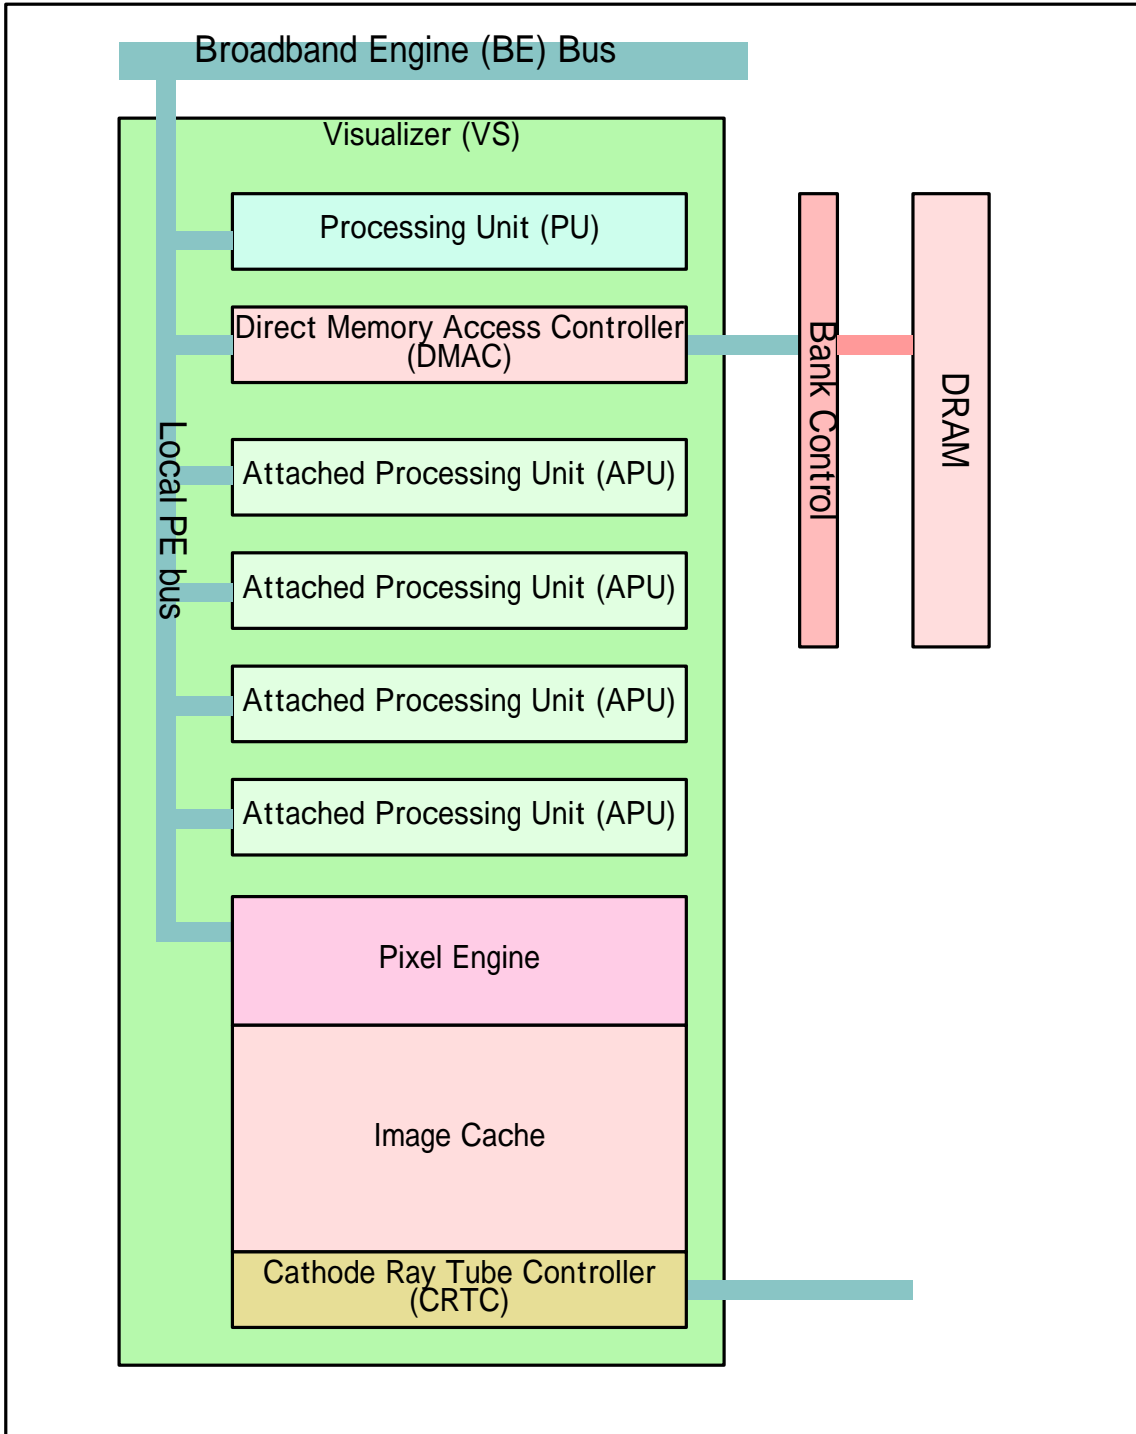 Broadband Engine (BE) Bus
Visualizer (VS)
Processing Unit (PU)
Direct Memory Access Controller
(DMAC)
Bank Control
DRAM
Local PE bus
Attached Processing Unit (APU)
Attached Processing Unit (APU)
Attached Processing Unit (APU)
Attached Processing Unit (APU)
Pixel Engine
Image Cache
Cathode Ray Tube Controller
(CRTC)